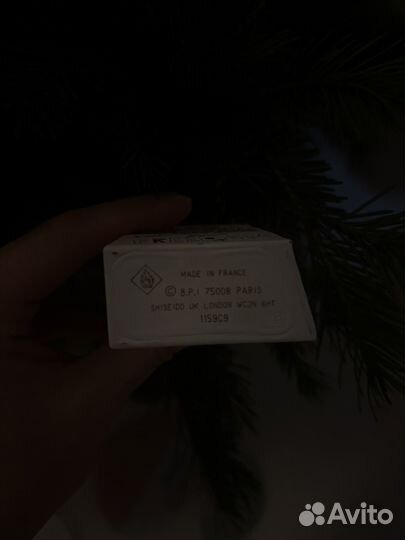 MADE IN FRANCE
© B.P.I 75008 PARIS
SHISEIDO UK LONDON WC2N 6HT
1159C9
Avito